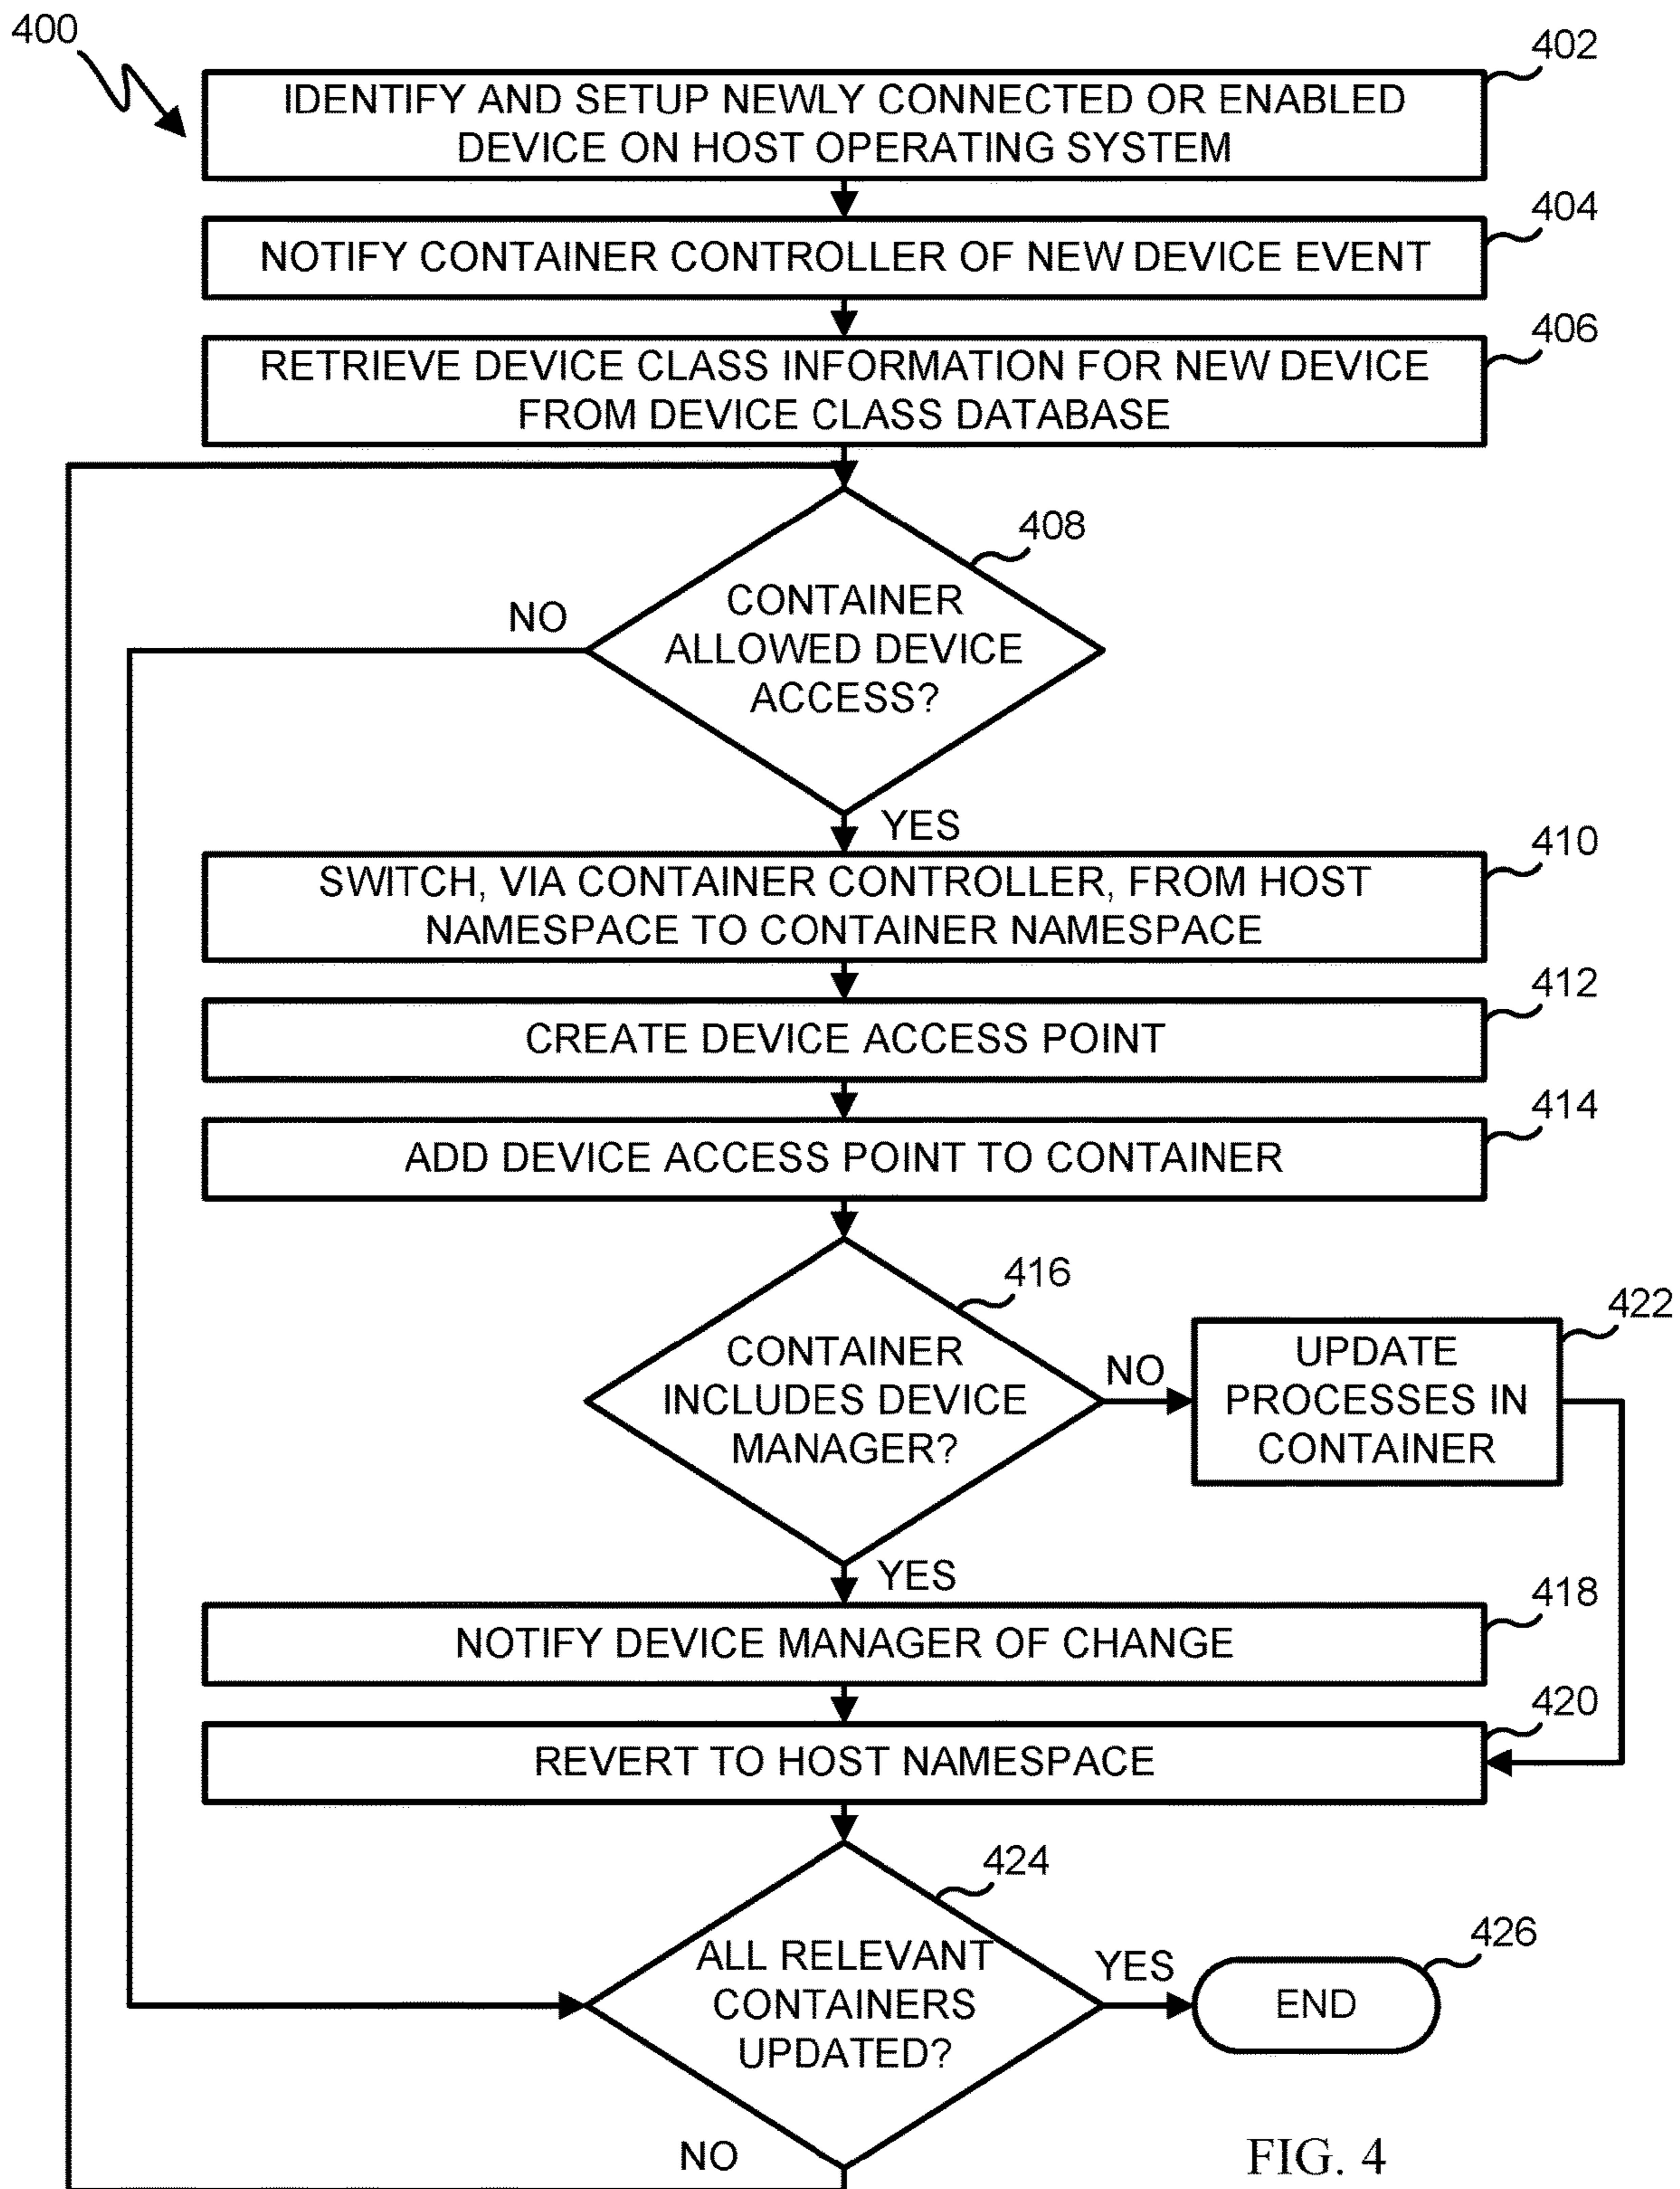 400
402
IDENTIFY AND SETUP NEWLY CONNECTED OR ENABLED
DEVICE ON HOST OPERATING SYSTEM
404
NOTIFY CONTAINER CONTROLLER OF NEW DEVICE EVENT
406
RETRIEVE DEVICE CLASS INFORMATION FOR NEW DEVICE
FROM DEVICE CLASS DATABASE
408
CONTAINER
ALLOWED DEVICE
ACCESS?
NO
YES
410
SWITCH, VIA CONTAINER CONTROLLER, FROM HOST
NAMESPACE TO CONTAINER NAMESPACE
412
CREATE DEVICE ACCESS POINT
414
ADD DEVICE ACCESS POINT TO CONTAINER
416
CONTAINER
INCLUDES DEVICE
MANAGER?
NO
422
UPDATE
PROCESSES IN
CONTAINER
YES
418
NOTIFY DEVICE MANAGER OF CHANGE
420
REVERT TO HOST NAMESPACE
424
ALL RELEVANT
CONTAINERS
UPDATED?
YES
426
END
NO
FIG. 4